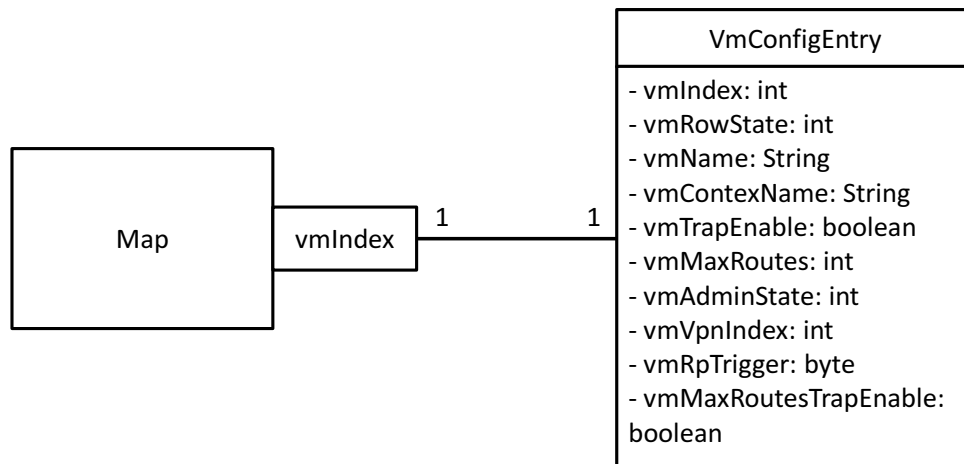 VmConfigEntry
- vmIndex: int
- vmRowState: int
- vmName: String
- vmContexName: String
- vmTrapEnable: boolean
- vmMaxRoutes: int
- vmAdminState: int
- vmVpnIndex: int
- vmRpTrigger: byte
- vmMaxRoutesTrapEnable:
boolean
Map
vmIndex
1
1